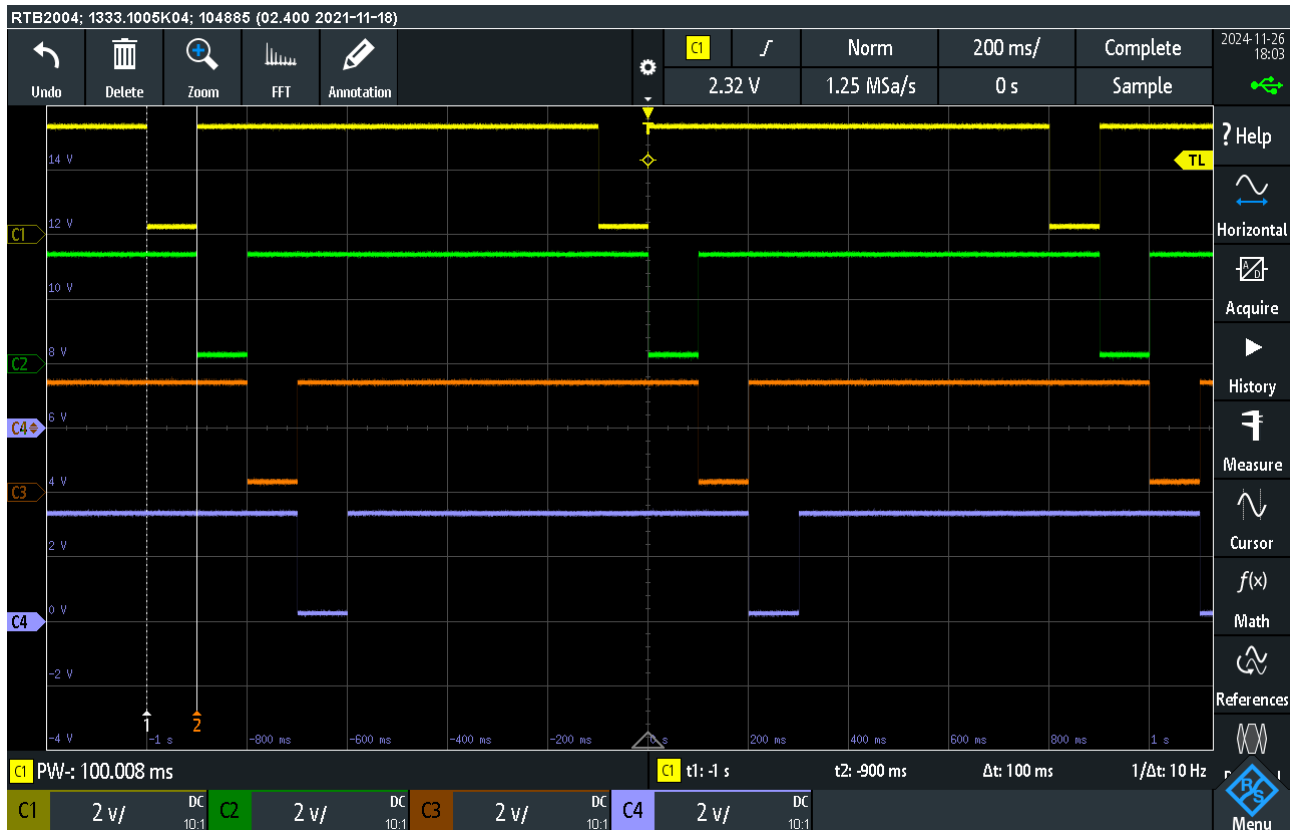 RTB2004; 1333.1005K04; 104885 (02.400 2021-11-18)
Undo
Delete
Zoom
FFT
Annotation
C1
Norm
200 ms/
Complete
2.32 V
1.25 MSa/s
0 s
Sample
2024-11-26
18:03
? Help
Horizontal
A
D
Acquire
History
Measure
Cursor
f(x)
Math
References
R&S
Menu
T
TL
14 V
12 V
C1
10 V
8 V
C2
6 V
C4
4 V
C3
2 V
0 V
C4
-2 V
-4 V
1
2
-1 s
-800 ms
-600 ms
-400 ms
-200 ms
0 s
200 ms
400 ms
600 ms
800 ms
1 s
C1 PW-: 100.008 ms
C1 t1: -1 s
t2: -900 ms
Δt: 100 ms
1/Δt: 10 Hz
C1 2 V/ DC 10:1
C2 2 V/ DC 10:1
C3 2 V/ DC 10:1
C4 2 V/ DC 10:1